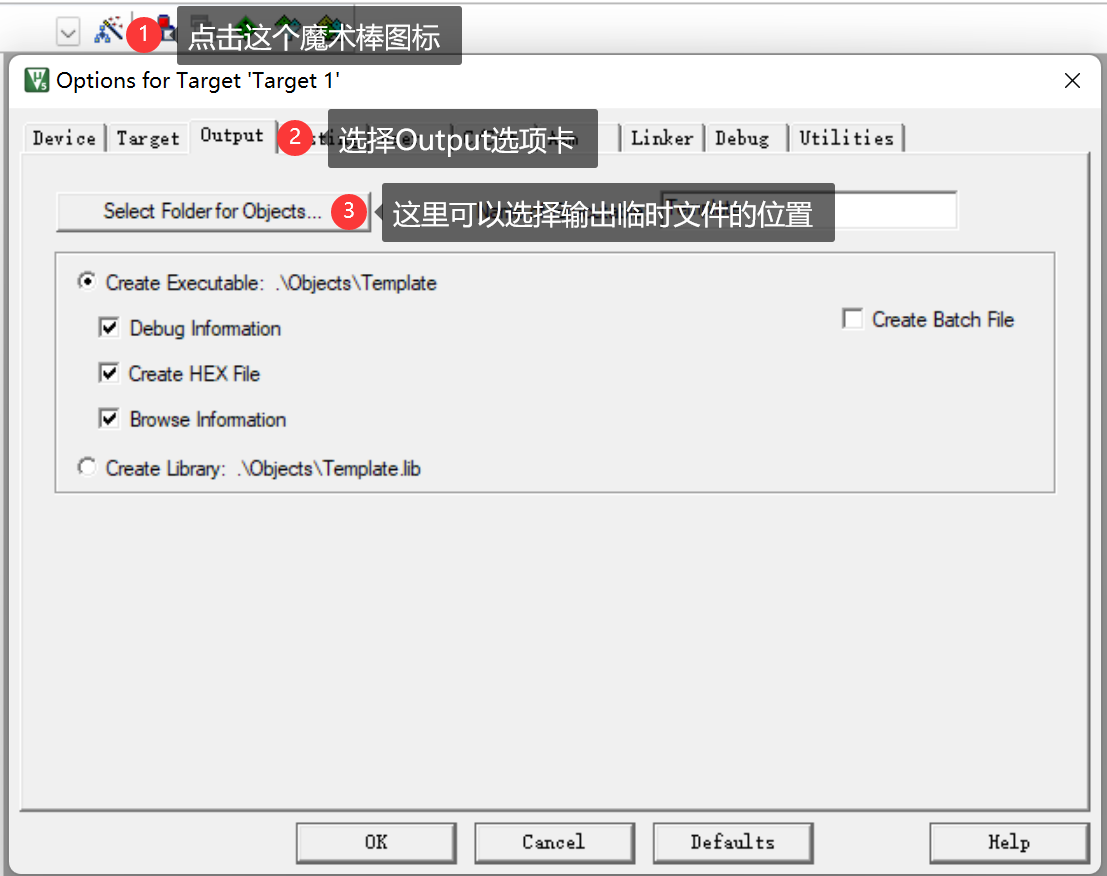 1 点击这个魔术棒图标
Options for Target 'Target 1'
Device Target Output 2 选择Output选项卡 Linker Debug Utilities
Select Folder for Objects... 3 这里可以选择输出临时文件的位置
Create Executable: .\Objects\Template
Debug Information
Create Batch File
Create HEX File
Browse Information
Create Library: .\Objects\Template.lib
OK Cancel Defaults Help